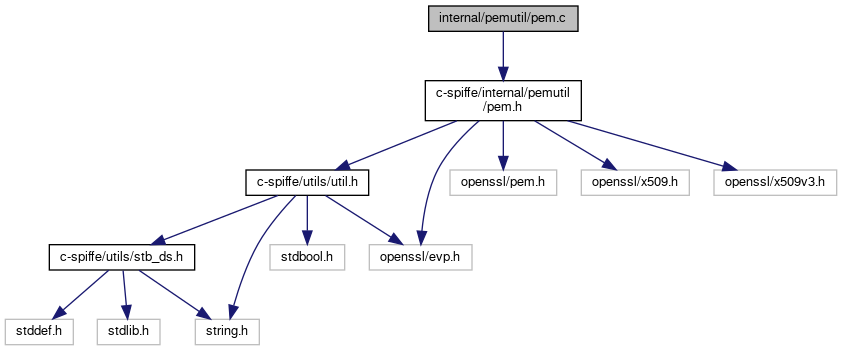 internal/pemutil/pem.c
c-spiffe/internal/pemutil
/pem.h
c-spiffe/utils/util.h
openssl/pem.h
openssl/x509.h
openssl/x509v3.h
c-spiffe/utils/stb_ds.h
stdbool.h
openssl/evp.h
stddef.h
stdlib.h
string.h